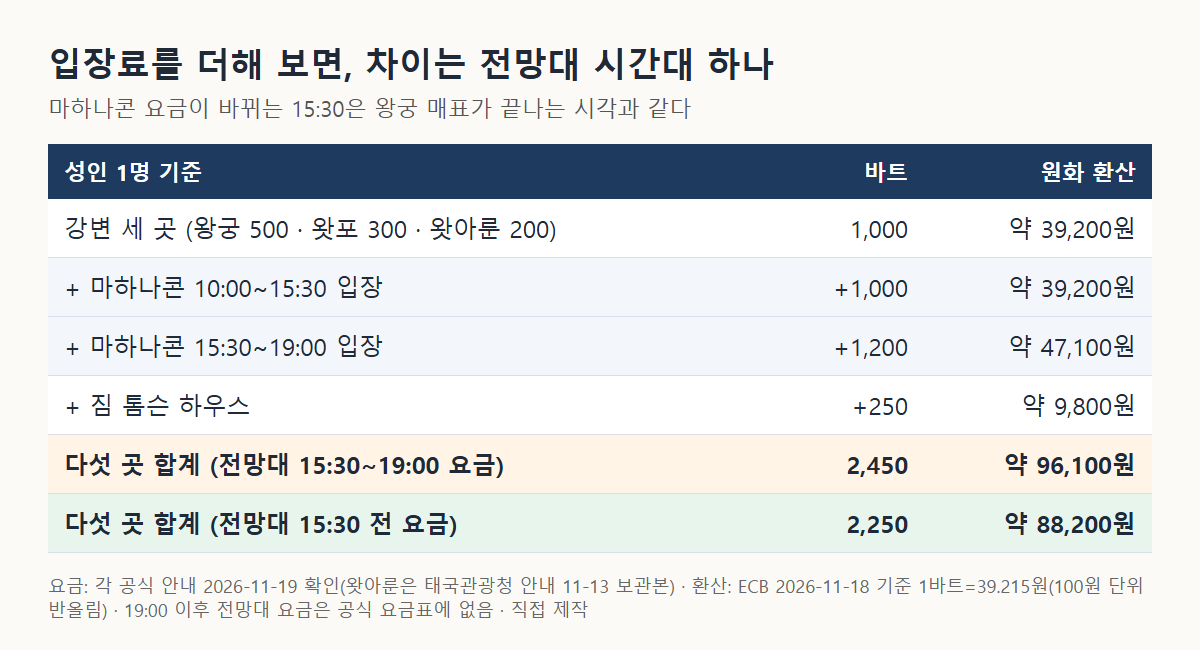 입장료를 더해 보면, 차이는 전망대 시간대 하나
마하나콘 요금이 바뀌는 15:30은 왕궁 매표가 끝나는 시각과 같다
성인 1명 기준 바트 원화 환산
강변 세 곳 (왕궁 500 · 왓포 300 · 왓아룬 200) 1,000 약 39,200원
+ 마하나콘 10:00~15:30 입장 +1,000 약 39,200원
+ 마하나콘 15:30~19:00 입장 +1,200 약 47,100원
+ 짐 톰슨 하우스 +250 약 9,800원
다섯 곳 합계 (전망대 15:30~19:00 요금) 2,450 약 96,100원
다섯 곳 합계 (전망대 15:30 전 요금) 2,250 약 88,200원
요금: 각 공식 안내 2026-11-19 확인(왓아룬은 태국관광청 안내 11-13 보관본) · 환산: ECB 2026-11-18 기준 1바트=39.215원(100원 단위
반올림) · 19:00 이후 전망대 요금은 공식 요금표에 없음 · 직접 제작